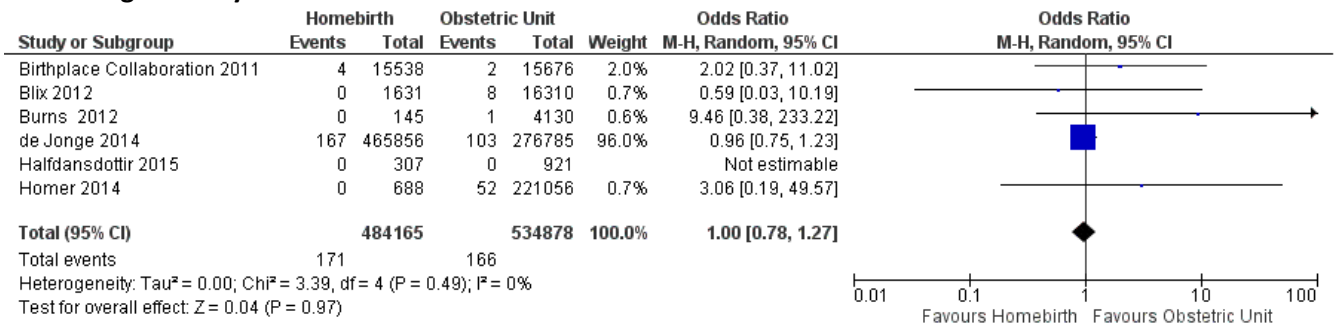 Homebirth Obstetric Unit Odds Ratio Odds Ratio
Study or Subgroup Events Total Events Total Weight M-H, Random, 95% CI M-H, Random, 95% CI
Birthplace Collaboration 2011 4 15538 2 15676 2.0% 2.02 [0.37, 11.02]
Blix 2012 0 1631 8 16310 0.7% 0.59 [0.03, 10.19]
Burns 2012 0 145 1 4130 0.6% 9.46 [0.38, 233.22]
de Jonge 2014 167 465856 103 276785 96.0% 0.96 [0.75, 1.23]
Halfdansdottir 2015 0 307 0 921 Not estimable
Homer 2014 0 688 52 221056 0.7% 3.06 [0.19, 49.57]
Total (95% CI) 484165 534878 100.0% 1.00 [0.78, 1.27]
Total events 171 166
Heterogeneity: Tau² = 0.00; Chi² = 3.39, df = 4 (P = 0.49); I² = 0%
Test for overall effect: Z = 0.04 (P = 0.97)
0.01 0.1 1 10 100
Favours Homebirth Favours Obstetric Unit